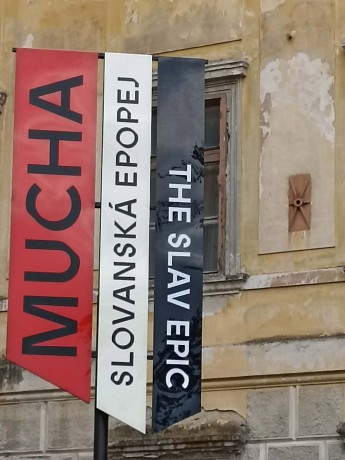 MUCHA
SLOVANSKÁ EPOPEJ
THE SLAV EPIC